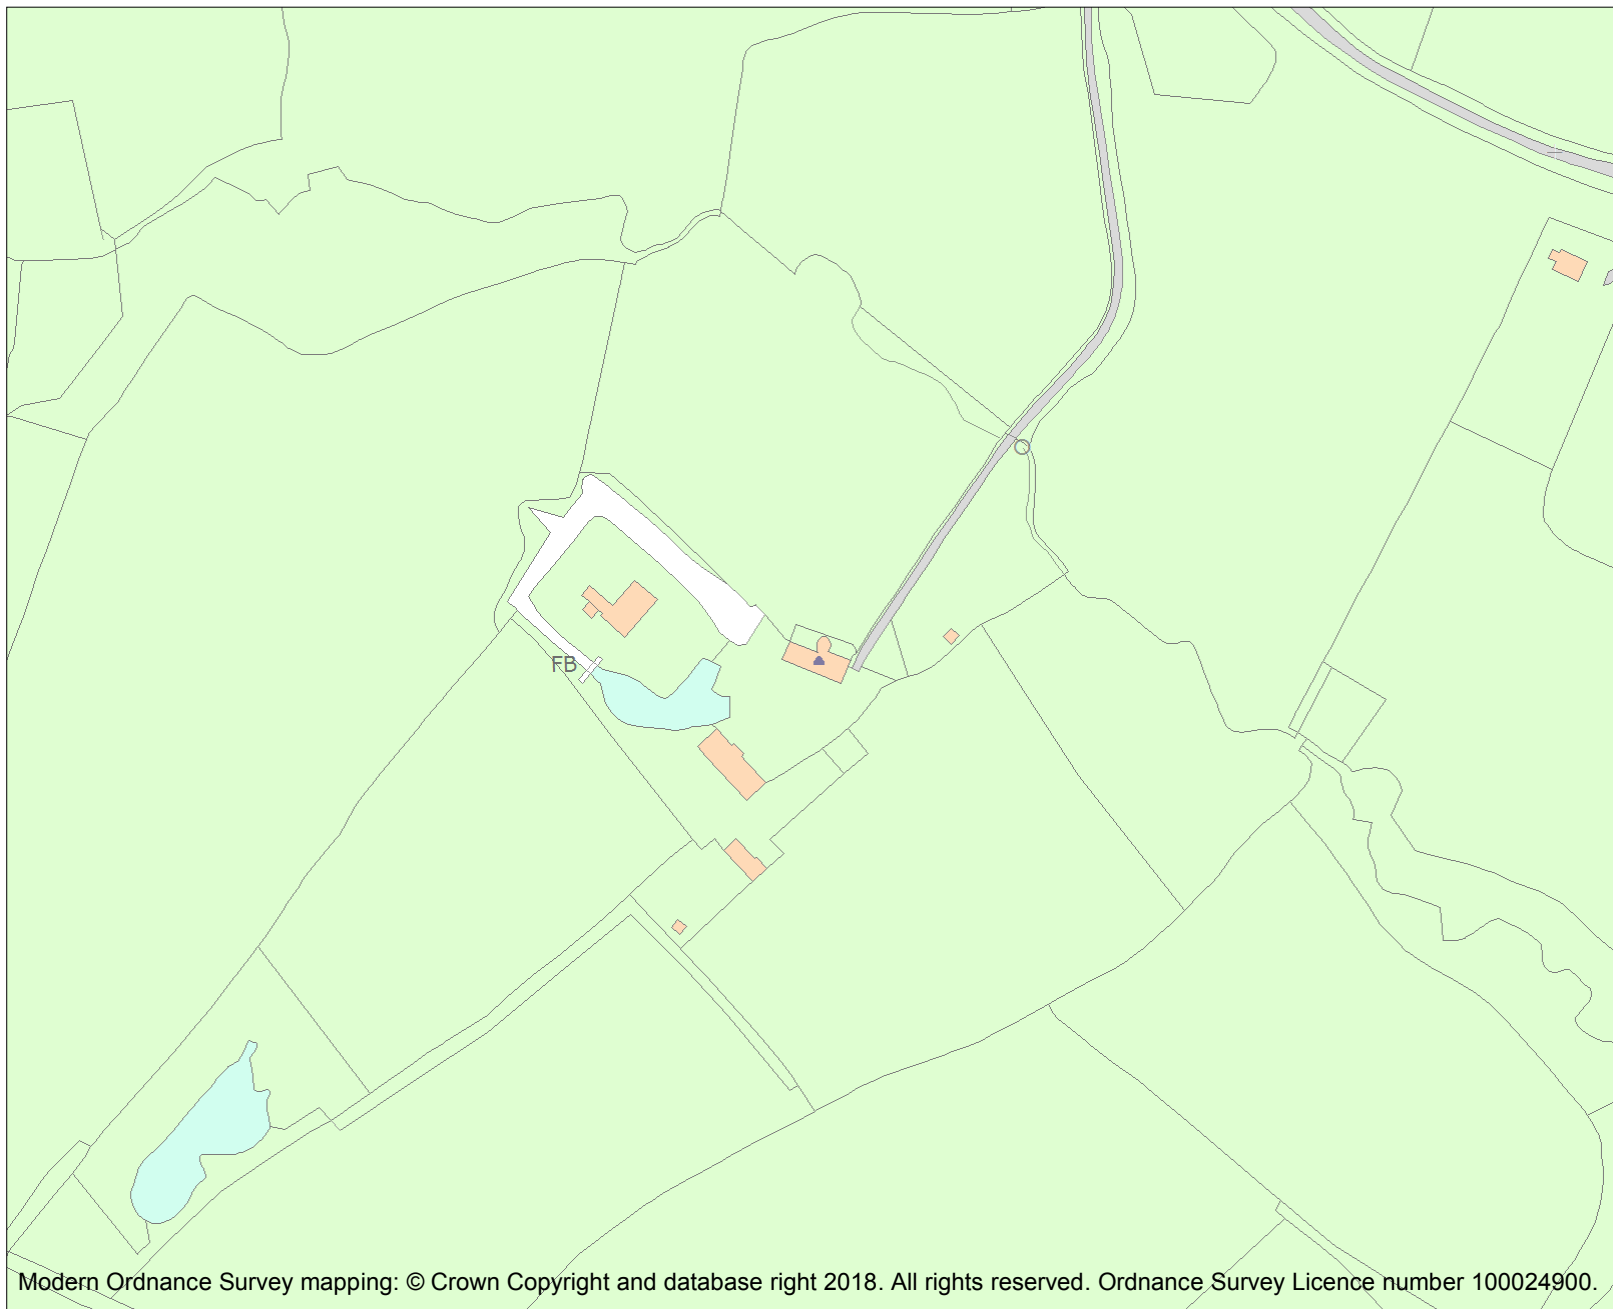 FB
Modern Ordnance Survey mapping: © Crown Copyright and database right 2018. All rights reserved. Ordnance Survey Licence number 100024900.